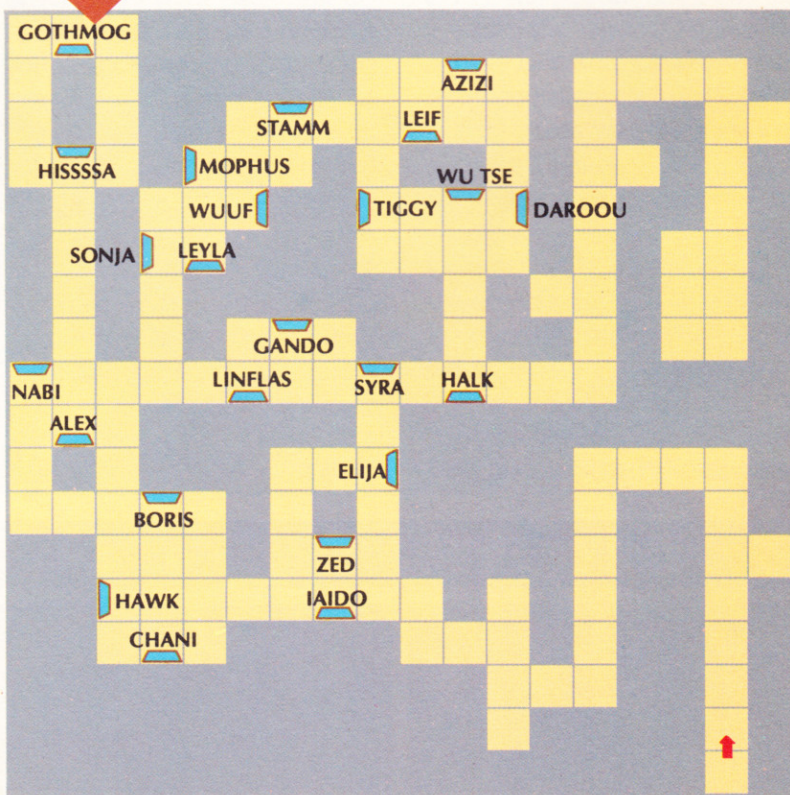 GOTHMOG
AZIZI
LEIF
STAMM
HISSSSA
MOPHUS
WU TSE
WUUF
TIGGY
DAROOU
SONJA
LEYLA
GANDO
NABI
LINFLAS
SYRA
HALK
ALEX
ELIJA
BORIS
ZED
HAWK
IAIDO
CHANI